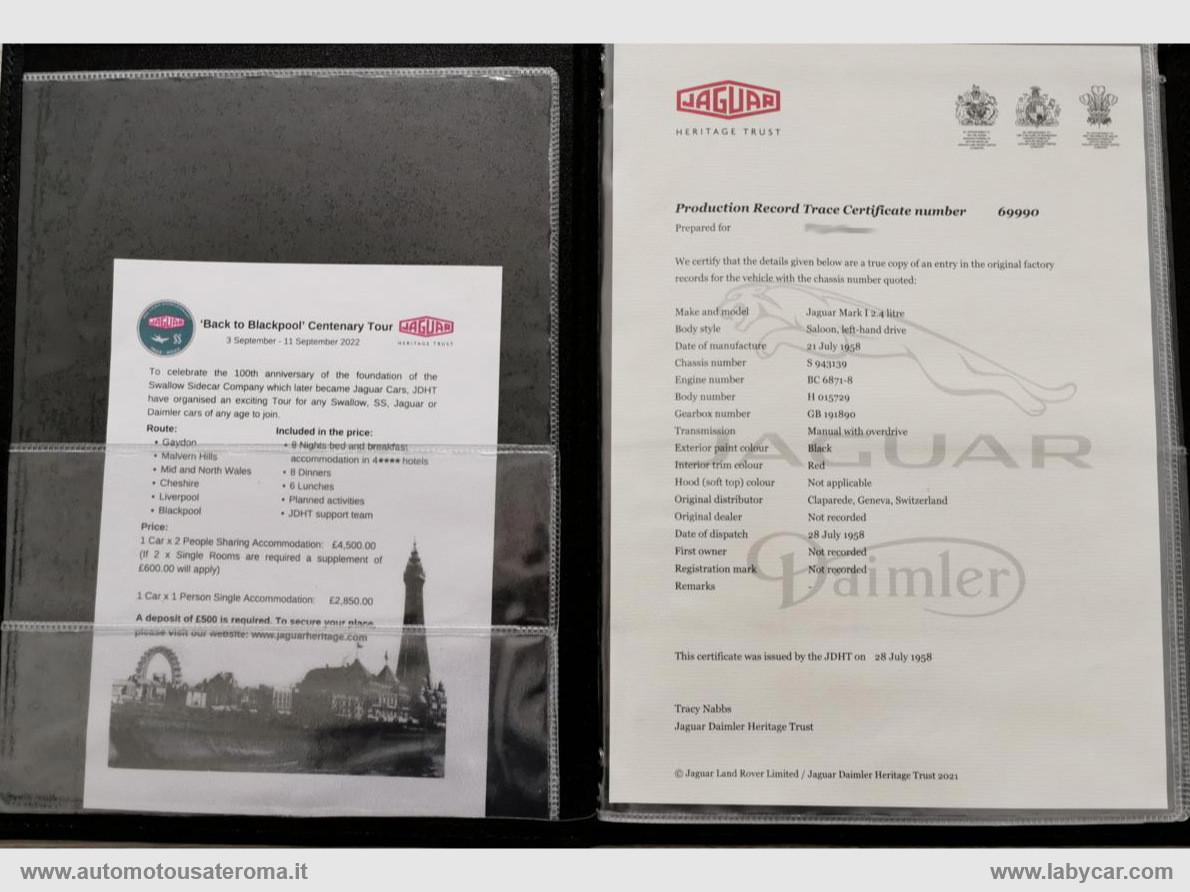 JAGUAR
SS
'Back to Blackpool' Centenary Tour
JAGUAR
HERITAGE TRUST
3 September - 11 September 2022
To celebrate the 100th anniversary of the foundation of the
Swallow Sidecar Company which later became Jaguar Cars, JDHT
have organised an exciting Tour for any Swallow, SS, Jaguar or
Daimler cars of any age to join.
Route:
• Gaydon
• Malvern Hills
• Mid and North Wales
• Cheshire
• Liverpool
• Blackpool
Included in the price:
• 8 Nights bed and breakfast
accommodation in 4**** hotels
• 8 Dinners
• 6 Lunches
• Planned activities
• JDHT support team
Price:
1 Car x 2 People Sharing Accommodation: £4,500.00
(If 2 x Single Rooms are required a supplement of
£600.00 will apply)
1 Car x 1 Person Single Accommodation: £2,850.00
A deposit of £500 is required. To secure your place
please visit our website: www.jaguarheritage.com
JAGUAR
HERITAGE TRUST
Production Record Trace Certificate number 69990
Prepared for
We certify that the details given below are a true copy of an entry in the original factory
records for the vehicle with the chassis number quoted:
Make and model Jaguar Mark I 2.4 litre
Body style Saloon, left-hand drive
Date of manufacture 21 July 1958
Chassis number S 943139
Engine number BC 6871-8
Body number H 015729
Gearbox number GB 191890
Transmission Manual with overdrive
Exterior paint colour Black
Interior trim colour Red
Hood (soft top) colour Not applicable
Original distributor Claparede, Geneva, Switzerland
Original dealer Not recorded
Date of dispatch 28 July 1958
First owner Not recorded
Registration mark Not recorded
Remarks -
JAGUAR
Daimler
This certificate was issued by the JDHT on 28 July 1958
Tracy Nabbs
Jaguar Daimler Heritage Trust
© Jaguar Land Rover Limited / Jaguar Daimler Heritage Trust 2021
www.automotousateroma.it
www.labycar.com